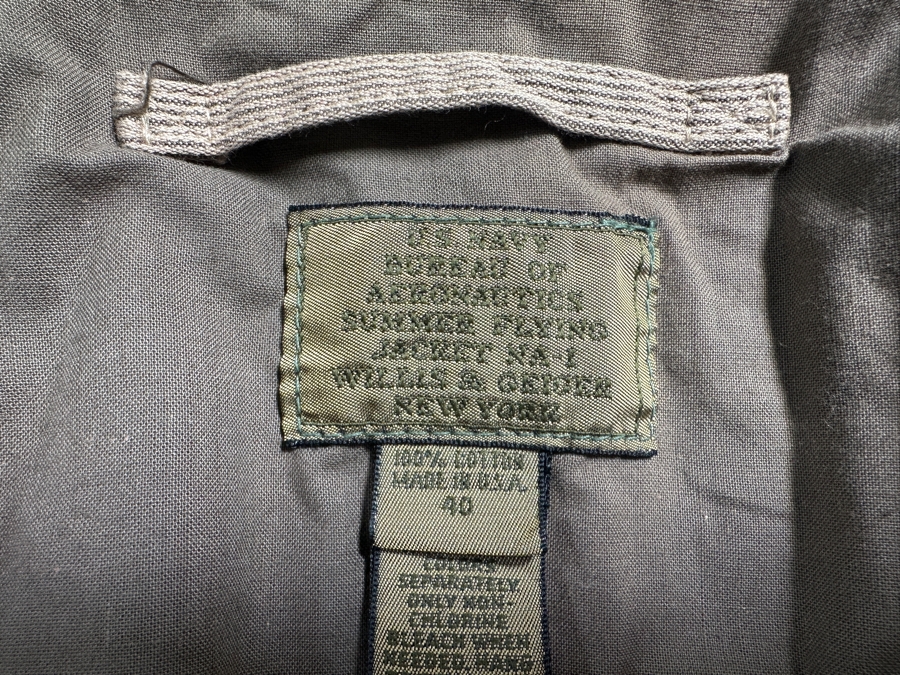 U S NAVY
BUREAU OF
AERONAUTICS
SUMMER FLYING
JACKET NA-1
WILLIS & GEIGER
NEW YORK
100% COTTON
MADE IN U.S.A.
40
SEPARATELY
ONLY NON-
CHLORINE
BLEACH WHEN
NEEDED. HANG